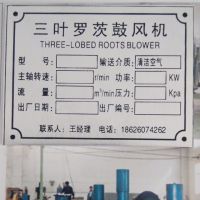 三叶罗茨鼓风机
THREE-LOBED ROOTS BLOWER
型 号： 输送介质： 清洁空气
主轴转速： r/min 功率： KW
流 量： m³/min 压力： Kpa
出厂日期： 出厂编号：
联系人：王经理 电话：18626074262